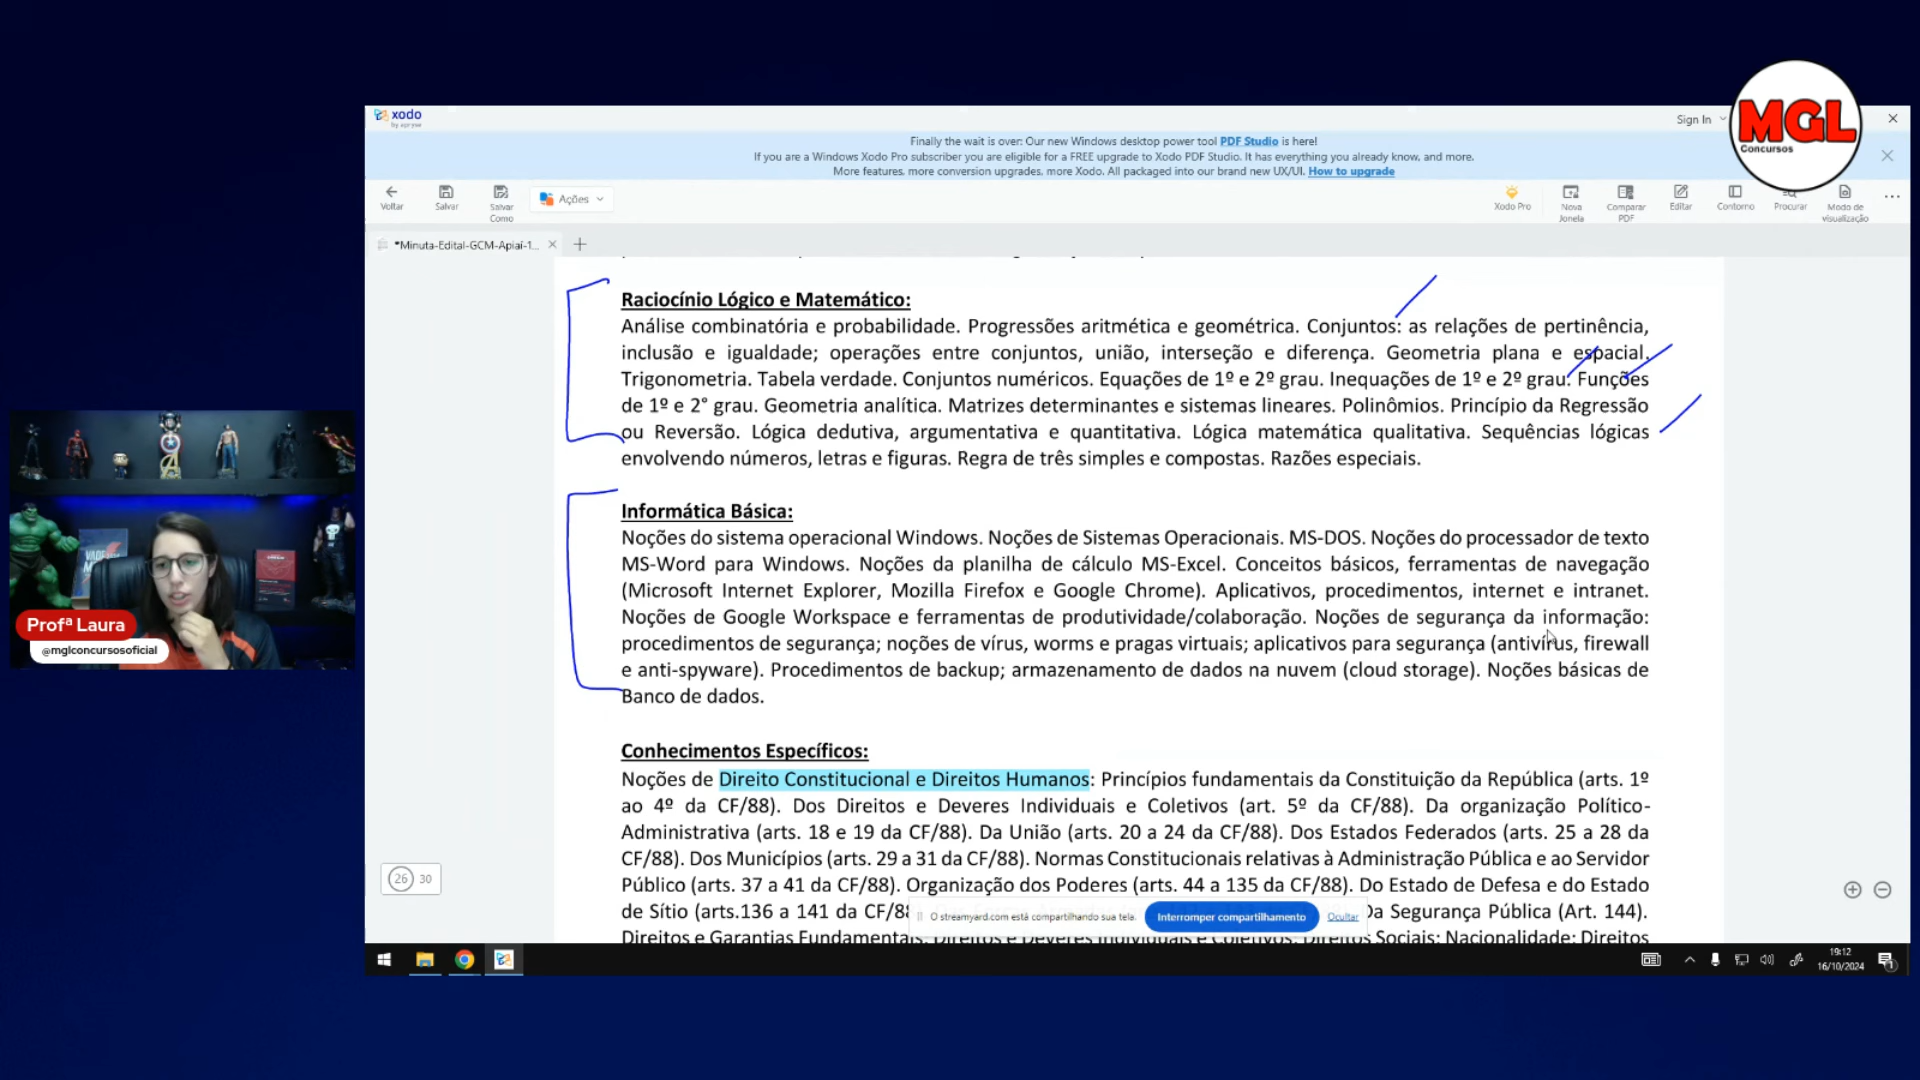 MGL
Concursos
xodo
by apryse
Sign In
Finally the wait is over: Our new Windows desktop power tool PDF Studio is here!
If you are a Windows Xodo Pro subscriber you are eligible for a FREE upgrade to Xodo PDF Studio. It has everything you already know, and more.
More features, more conversion upgrades, more Xodo. All packaged into our brand new UX/UI. How to upgrade
Voltar
Salvar
Salvar Como
Ações
Xodo Pro
Nova Janela
Comparar PDF
Editar
Contorno
Procurar
Modo de visualização
*Minuta-Edital-GCM-Apiaí-1...
Raciocínio Lógico e Matemático:
Análise combinatória e probabilidade. Progressões aritmética e geométrica. Conjuntos: as relações de pertinência,
inclusão e igualdade; operações entre conjuntos, união, interseção e diferença. Geometria plana e espacial.
Trigonometria. Tabela verdade. Conjuntos numéricos. Equações de 1º e 2º grau. Inequações de 1º e 2º grau. Funções
de 1º e 2° grau. Geometria analítica. Matrizes determinantes e sistemas lineares. Polinômios. Princípio da Regressão
ou Reversão. Lógica dedutiva, argumentativa e quantitativa. Lógica matemática qualitativa. Sequências lógicas
envolvendo números, letras e figuras. Regra de três simples e compostas. Razões especiais.
Informática Básica:
Noções do sistema operacional Windows. Noções de Sistemas Operacionais. MS-DOS. Noções do processador de texto
MS-Word para Windows. Noções da planilha de cálculo MS-Excel. Conceitos básicos, ferramentas de navegação
(Microsoft Internet Explorer, Mozilla Firefox e Google Chrome). Aplicativos, procedimentos, internet e intranet.
Noções de Google Workspace e ferramentas de produtividade/colaboração. Noções de segurança da informação:
procedimentos de segurança; noções de vírus, worms e pragas virtuais; aplicativos para segurança (antivírus, firewall
e anti-spyware). Procedimentos de backup; armazenamento de dados na nuvem (cloud storage). Noções básicas de
Banco de dados.
Conhecimentos Específicos:
Noções de Direito Constitucional e Direitos Humanos: Princípios fundamentais da Constituição da República (arts. 1º
ao 4º da CF/88). Dos Direitos e Deveres Individuais e Coletivos (art. 5º da CF/88). Da organização Político-
Administrativa (arts. 18 e 19 da CF/88). Da União (arts. 20 a 24 da CF/88). Dos Estados Federados (arts. 25 a 28 da
CF/88). Dos Municípios (arts. 29 a 31 da CF/88). Normas Constitucionais relativas à Administração Pública e ao Servidor
Público (arts. 37 a 41 da CF/88). Organização dos Poderes (arts. 44 a 135 da CF/88). Do Estado de Defesa e do Estado
de Sítio (arts.136 a 141 da CF/88 Da Segurança Pública (Art. 144).
Direitos e Garantias Fundamentais. Direitos e Deveres Individuais e Coletivos; Direitos Sociais; Nacionalidade; Direitos
26 30
O streamyard.com está compartilhando sua tela.
Interromper compartilhamento
Ocultar
19:12
16/10/2024
1
Profª Laura
@mglconcursosoficial